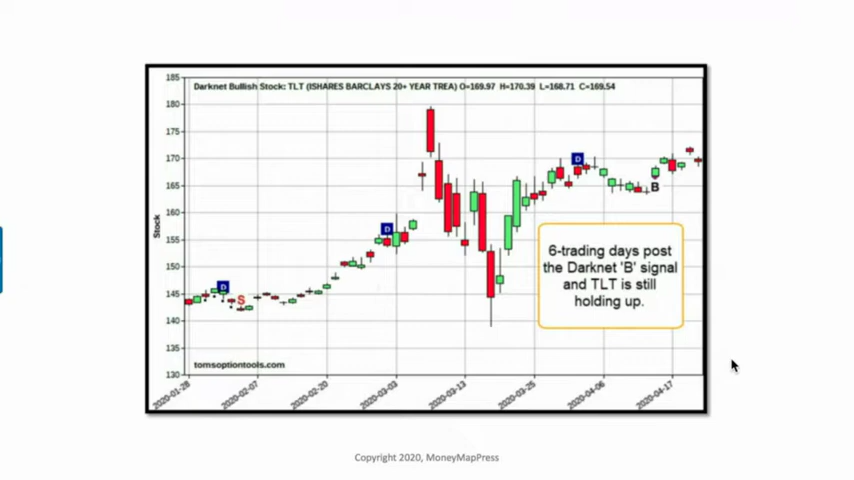 Darknet Bullish Stock: TLT (ISHARES BARCLAYS 20+ YEAR TREA) O=169.97 H=170.39 L=168.71 C=169.54
185
180
175
170
165
160
155
150
145
140
135
130
Stock
D
S
D
D
B
6-trading days post
the Darknet 'B' signal
and TLT is still
holding up.
tomsoptiontools.com
2020-01-28
2020-02-07
2020-02-20
2020-03-03
2020-03-13
2020-03-25
2020-04-06
2020-04-17
Copyright 2020, MoneyMapPress